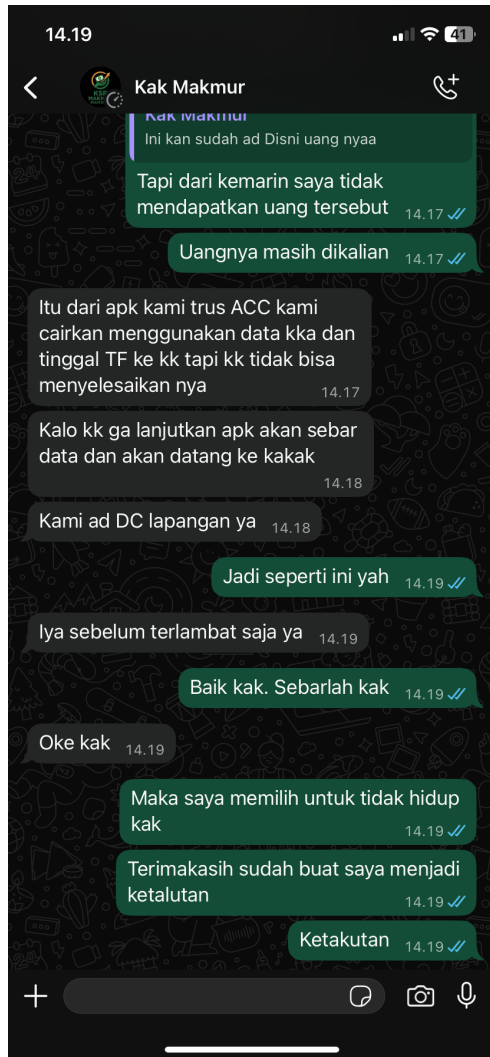 14.19
41
KSP
Kak Makmur
Kak Makmur
Ini kan sudah ad Disni uang nyaa
Tapi dari kemarin saya tidak
mendapatkan uang tersebut 14.17
Uangnya masih dikalian 14.17
Itu dari apk kami trus ACC kami
cairkan menggunakan data kka dan
tinggal TF ke kk tapi kk tidak bisa
menyelesaikan nya 14.17
Kalo kk ga lanjutkan apk akan sebar
data dan akan datang ke kakak
14.18
Kami ad DC lapangan ya 14.18
Jadi seperti ini yah 14.19
Iya sebelum terlambat saja ya 14.19
Baik kak. Sebarlah kak 14.19
Oke kak 14.19
Maka saya memilih untuk tidak hidup
kak 14.19
Terimakasih sudah buat saya menjadi
ketalutan 14.19
Ketakutan 14.19